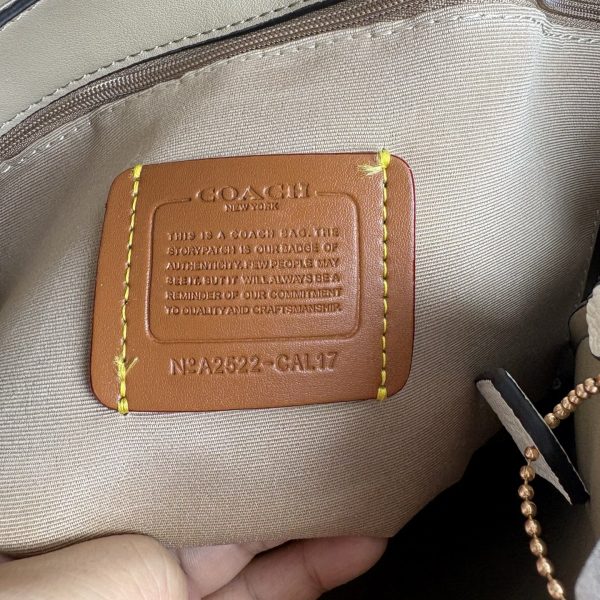 COACH
NEW YORK
THIS IS A COACH BAG. THE
STORYPATCH IS OUR BADGE OF
AUTHENTICITY. FEW PEOPLE MAY
SEE IT, BUT IT WILL ALWAYS BE A
REMINDER OF OUR COMMITMENT
TO QUALITY AND CRAFTSMANSHIP.
Nº A2522-CAL17